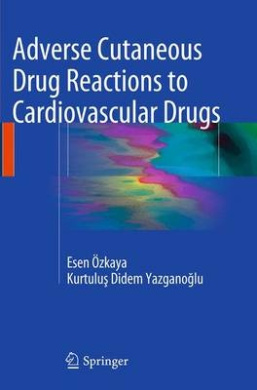 Adverse Cutaneous
Drug Reactions to
Cardiovascular Drugs
Esen Özkaya
Kurtuluş Didem Yazganoğlu
Springer